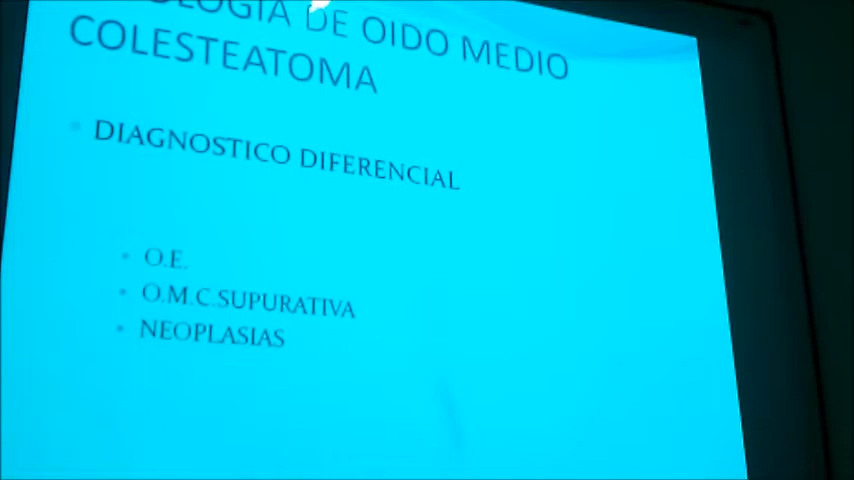 DE OIDO MEDIO
COLESTEATOMA
DIAGNOSTICO DIFERENCIAL
O.E.
O.M.C.SUPURATIVA
NEOPLASIAS